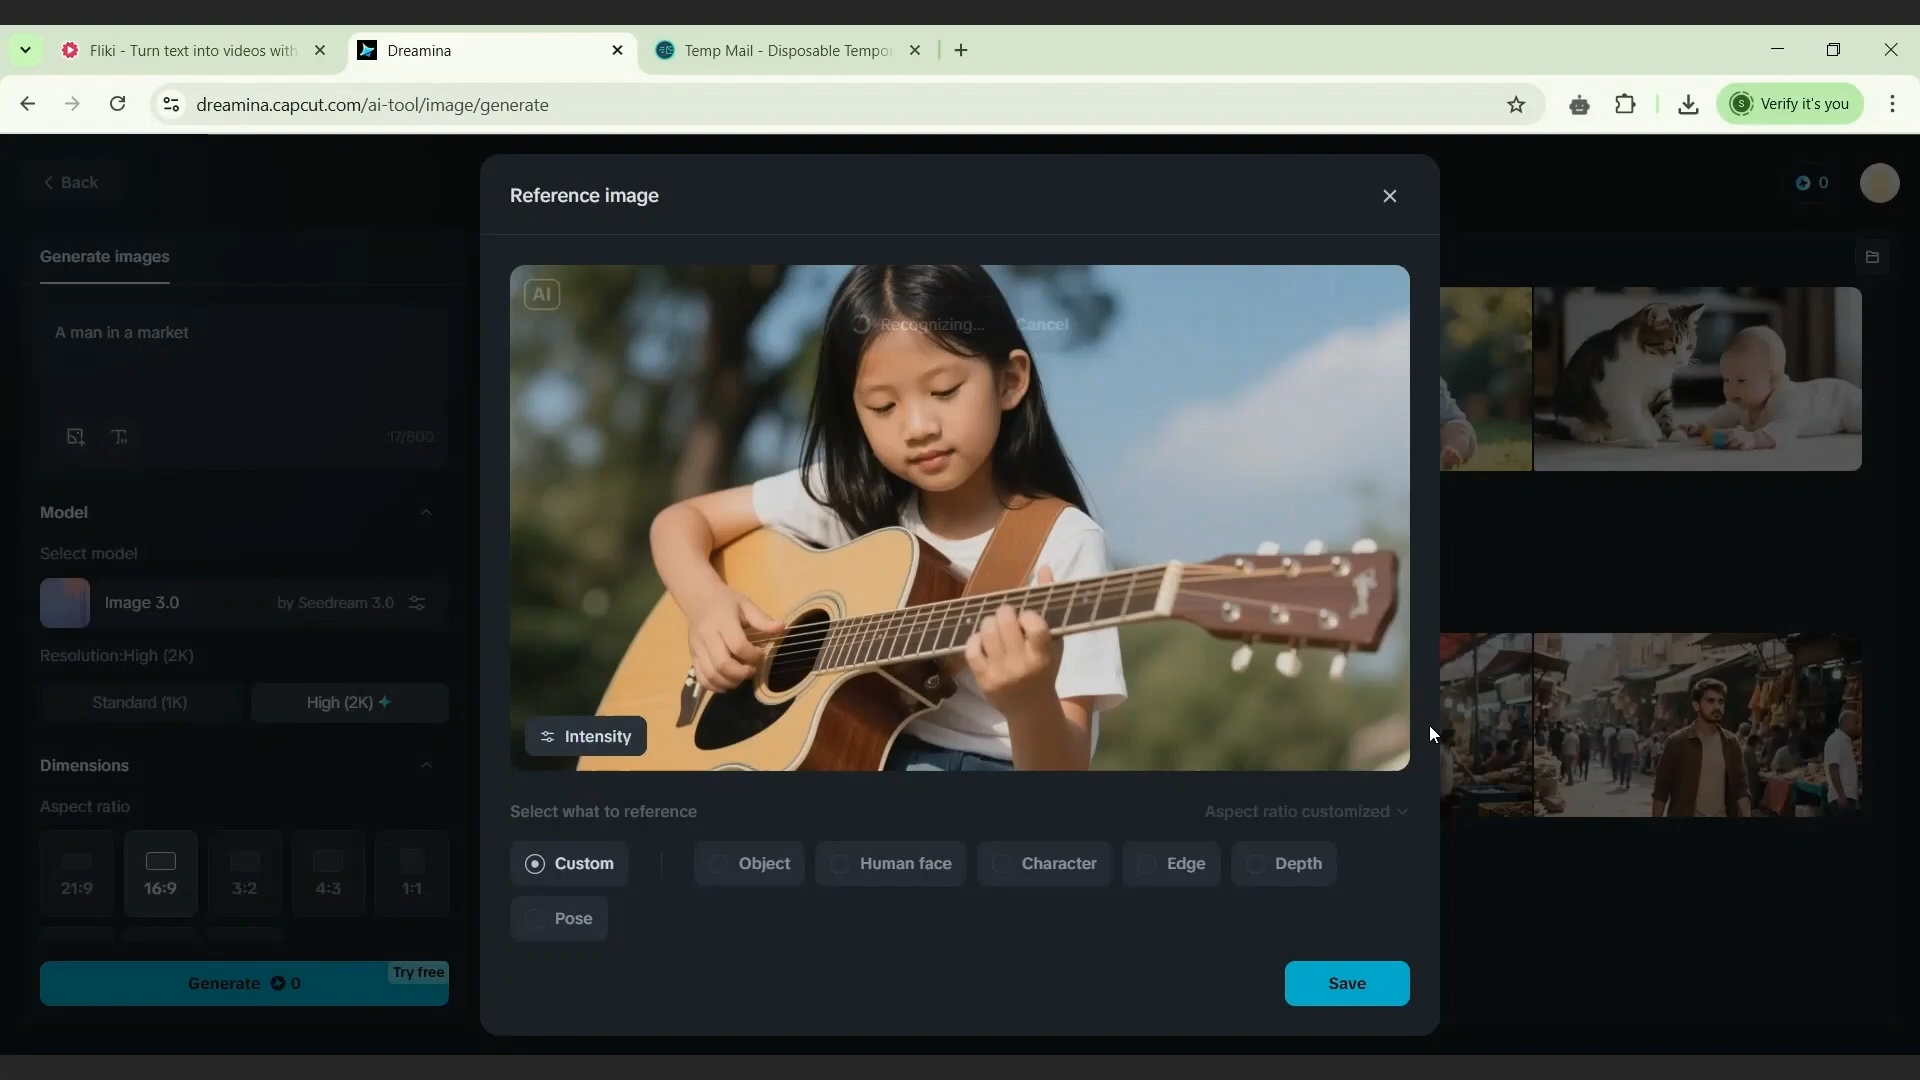 Fliki - Turn text into videos with
Dreamina
Temp Mail - Disposable Tempo
dreamina.capcut.com/ai-tool/image/generate
Verify it's you
Back
Reference image
0
Generate images
AI
Recognizing...
Cancel
A man in a market
17/800
Model
Select model
Image 3.0
by Seedream 3.0
Resolution:High (2K)
Standard (1K)
High (2K)
Intensity
Dimensions
Aspect ratio
Select what to reference
Aspect ratio customized
21:9
16:9
3:2
4:3
1:1
Custom
Object
Human face
Character
Edge
Depth
Pose
Try free
Generate
0
Save